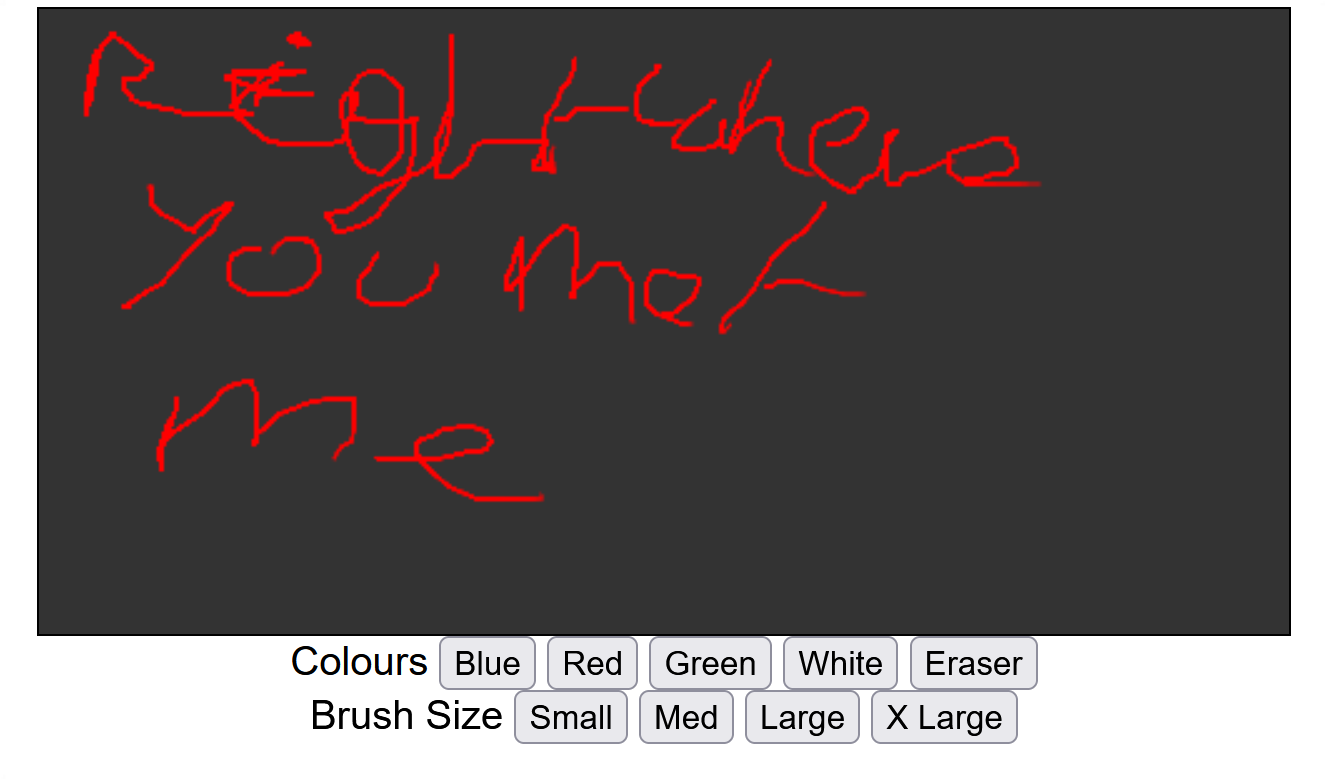 Right where
You met
me
Colours Blue Red Green White Eraser
Brush Size Small Med Large X Large